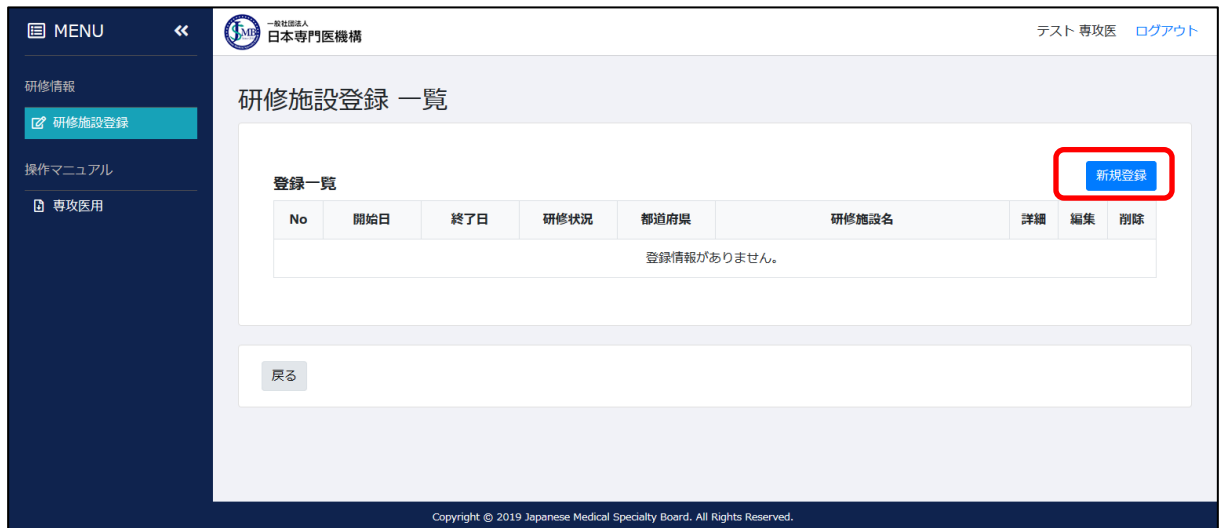 MENU
一般社団法人
JSMB
日本専門医機構
テスト 専攻医 ログアウト
研修情報
研修施設登録
操作マニュアル
専攻医用
研修施設登録 一覧
新規登録
登録一覧
No 開始日 終了日 研修状況 都道府県 研修施設名 詳細 編集 削除
登録情報がありません。
戻る
Copyright © 2019 Japanese Medical Specialty Board. All Rights Reserved.